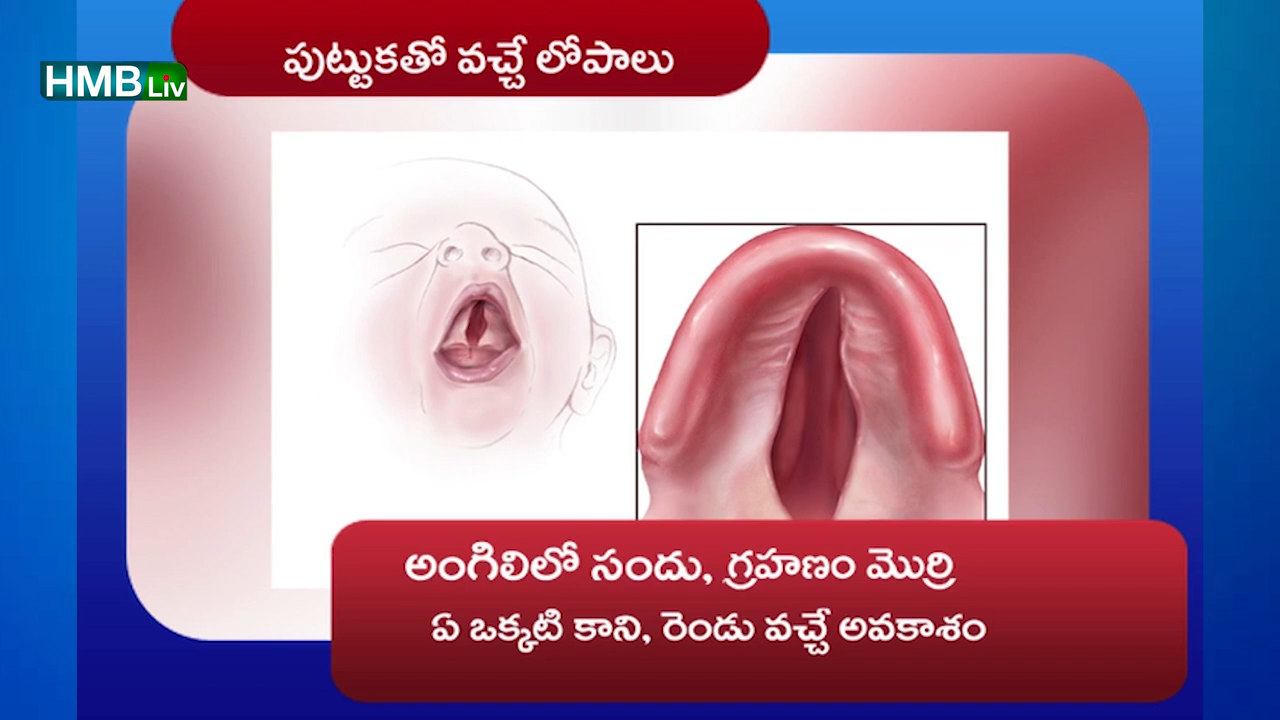 పుట్టుకతో వచ్చే లోపాలు
HMB Liv
అంగిలిలో సందు, గ్రహణం మొర్రి
ఏ ఒక్కటి కాని, రెండు వచ్చే అవకాశం